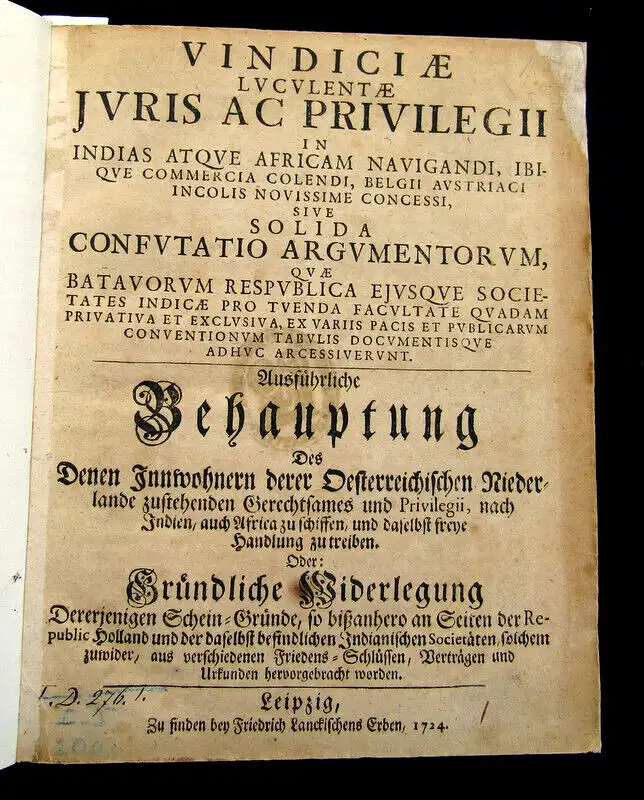 VINDICIÆ
LVCVLENTÆ
JVRIS AC PRIVILEGII
IN
INDIAS ATQVE AFRICAM NAVIGANDI, IBI-
QVE COMMERCIA COLENDI, BELGII AVSTRIACI
INCOLIS NOVISSIME CONCESSI,
SIVE
SOLIDA
CONFVTATIO ARGVMENTORVM,
QVÆ
BATAVORVM RESPVBLICA EJVSQVE SOCIE-
TATES INDICÆ PRO TVENDA FACVLTATE QVADAM
PRIVATIVA ET EXCLVSIVA, EX VARIIS PACIS ET PVBLICARVM
CONVENTIONVM TABVLIS DOCVMENTISQVE
ADHVC ARCESSIVERVNT.
Ausführliche
Behauptung
Des
Denen Innwohnern derer Oesterreichischen Nieder-
lande zustehenden Gerechtsames und Privilegii, nach
Indien, auch Africa zu schiffen, und daselbst freye
Handlung zu treiben.
Oder:
Gründliche Widerlegung
Dererjenigen Schein-Gründe, so bißanhero an Seiten der Re-
public Holland und der daselbst befindlichen Indianischen Societäten, solchem
zuwider, aus verschiedenen Friedens-Schlüssen, Verträgen und
Urkunden hervorgebracht worden.
D. 276.
Leipzig,
Zu finden bey Friedrich Lanckischens Erben, 1724.